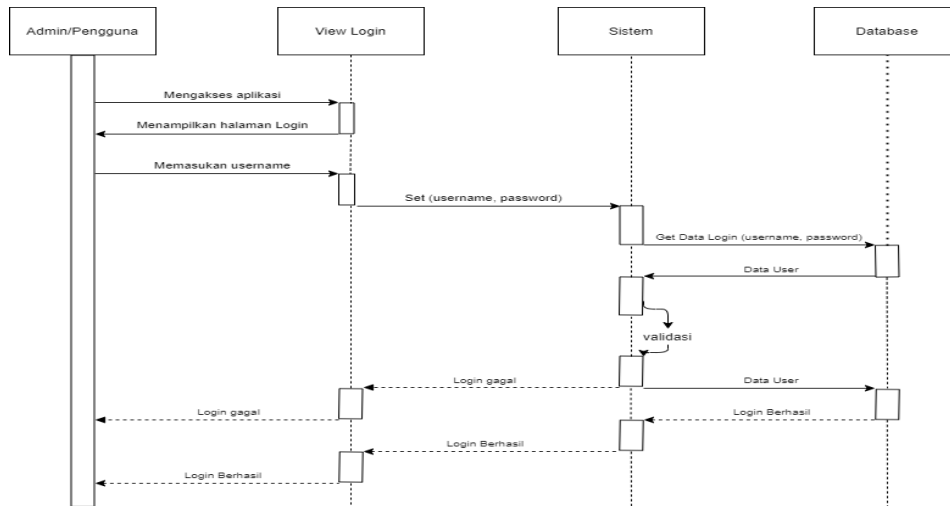 Admin/Pengguna
View Login
Sistem
Database
Mengakses aplikasi
Menampilkan halaman Login
Memasukan username
Set (username, password)
Get Data Login (username, password)
Data User
validasi
Login gagal
Data User
Login gagal
Login Berhasil
Login Berhasil
Login Berhasil